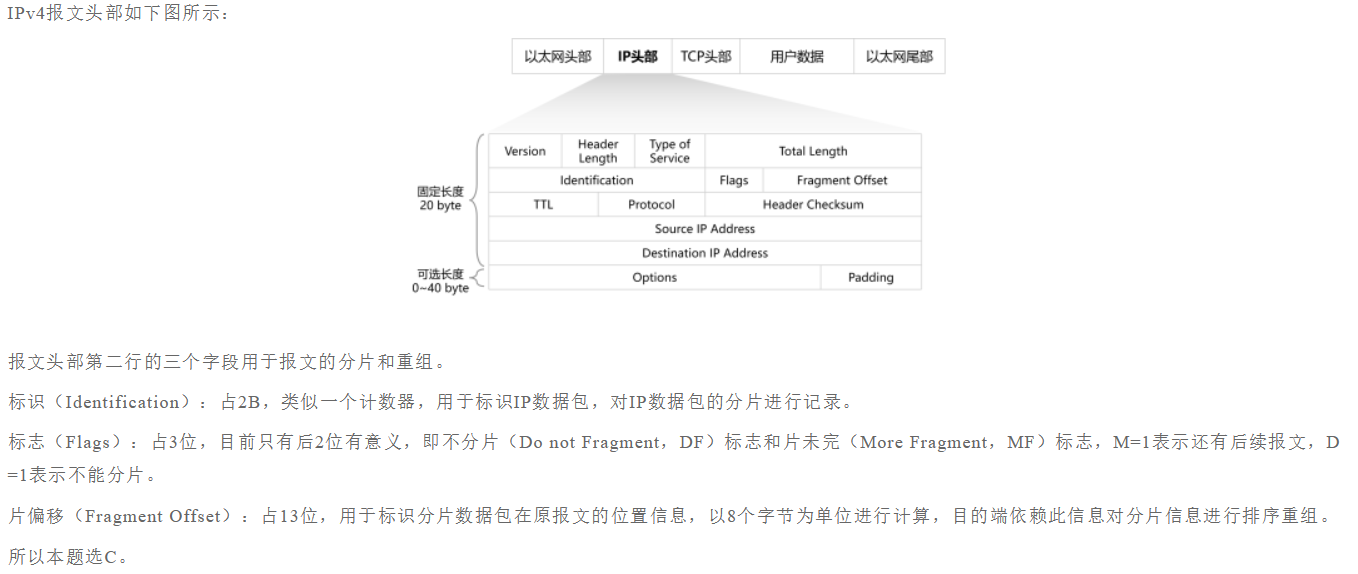 IPv4报文头部如下图所示：
以太网头部 IP头部 TCP头部 用户数据 以太网尾部
Version Header Length Type of Service Total Length
Identification Flags Fragment Offset
固定长度
20 byte
TTL Protocol Header Checksum
Source IP Address
Destination IP Address
可选长度
0~40 byte
Options Padding
报文头部第二行的三个字段用于报文的分片和重组。
标识（Identification）：占2B，类似一个计数器，用于标识IP数据包，对IP数据包的分片进行记录。
标志（Flags）：占3位，目前只有后2位有意义，即不分片（Do not Fragment，DF）标志和片未完（More Fragment，MF）标志，M=1表示还有后续报文，D
=1表示不能分片。
片偏移（Fragment Offset）：占13位，用于标识分片数据包在原报文的位置信息，以8个字节为单位进行计算，目的端依赖此信息对分片信息进行排序重组。
所以本题选C。